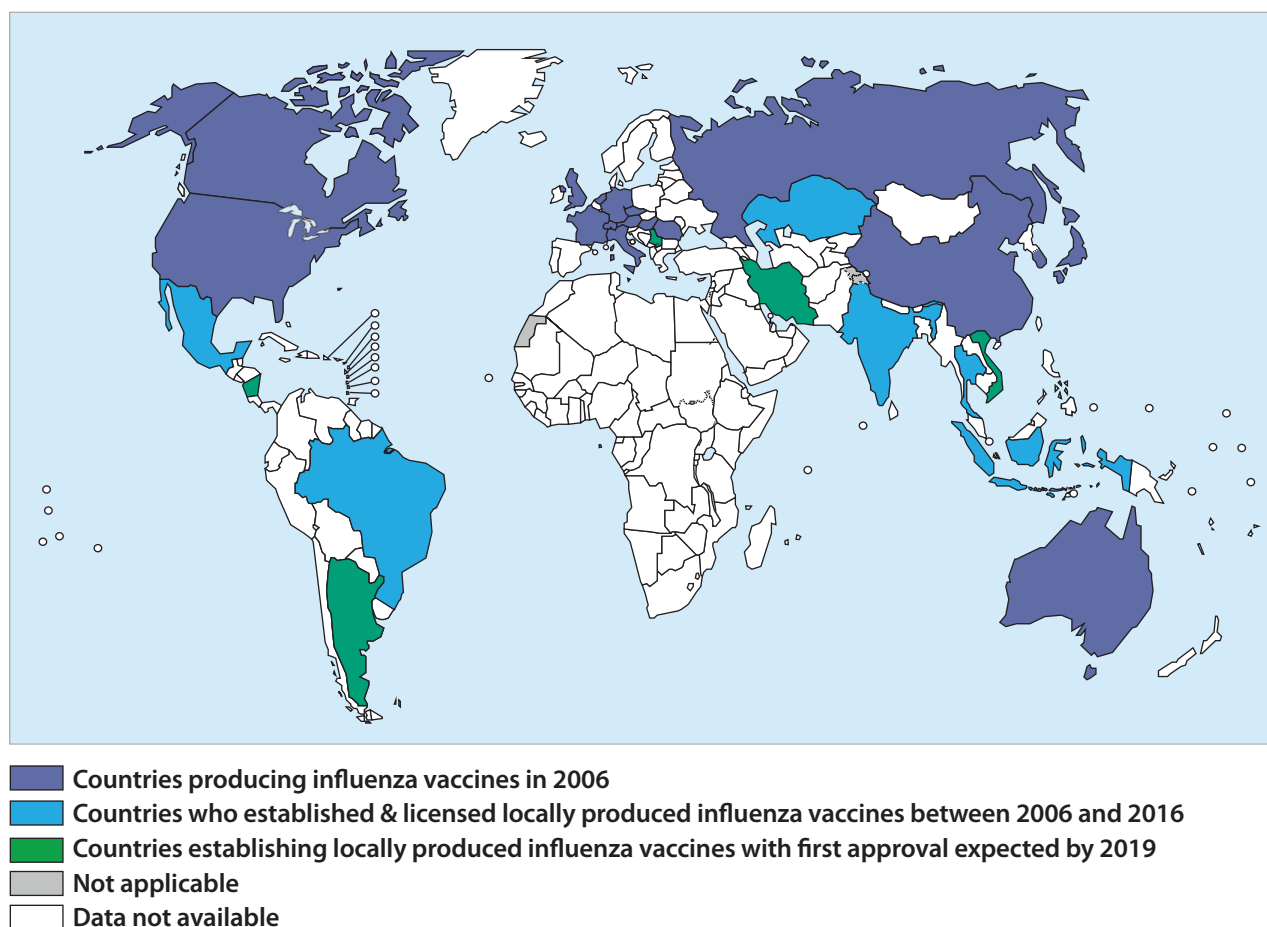 Countries producing influenza vaccines in 2006
Countries who established & licensed locally produced influenza vaccines between 2006 and 2016
Countries establishing locally produced influenza vaccines with first approval expected by 2019
Not applicable
Data not available